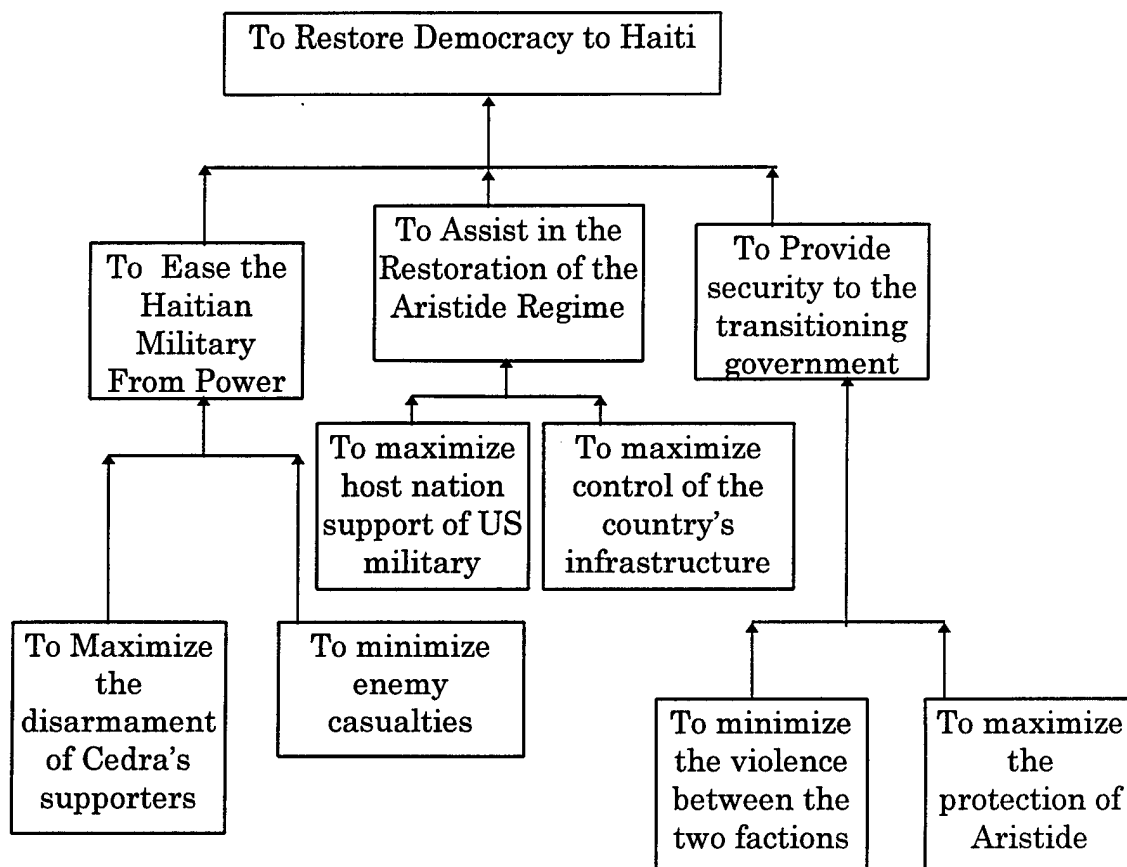 To Restore Democracy to Haiti
To Ease the
Haitian
Military
From Power
To Assist in the
Restoration of the
Aristide Regime
To Provide
security to the
transitioning
government
To maximize
host nation
support of US
military
To maximize
control of the
country's
infrastructure
To Maximize
the
disarmament
of Cedra's
supporters
To minimize
enemy
casualties
To minimize
the violence
between the
two factions
To maximize
the
protection of
Aristide